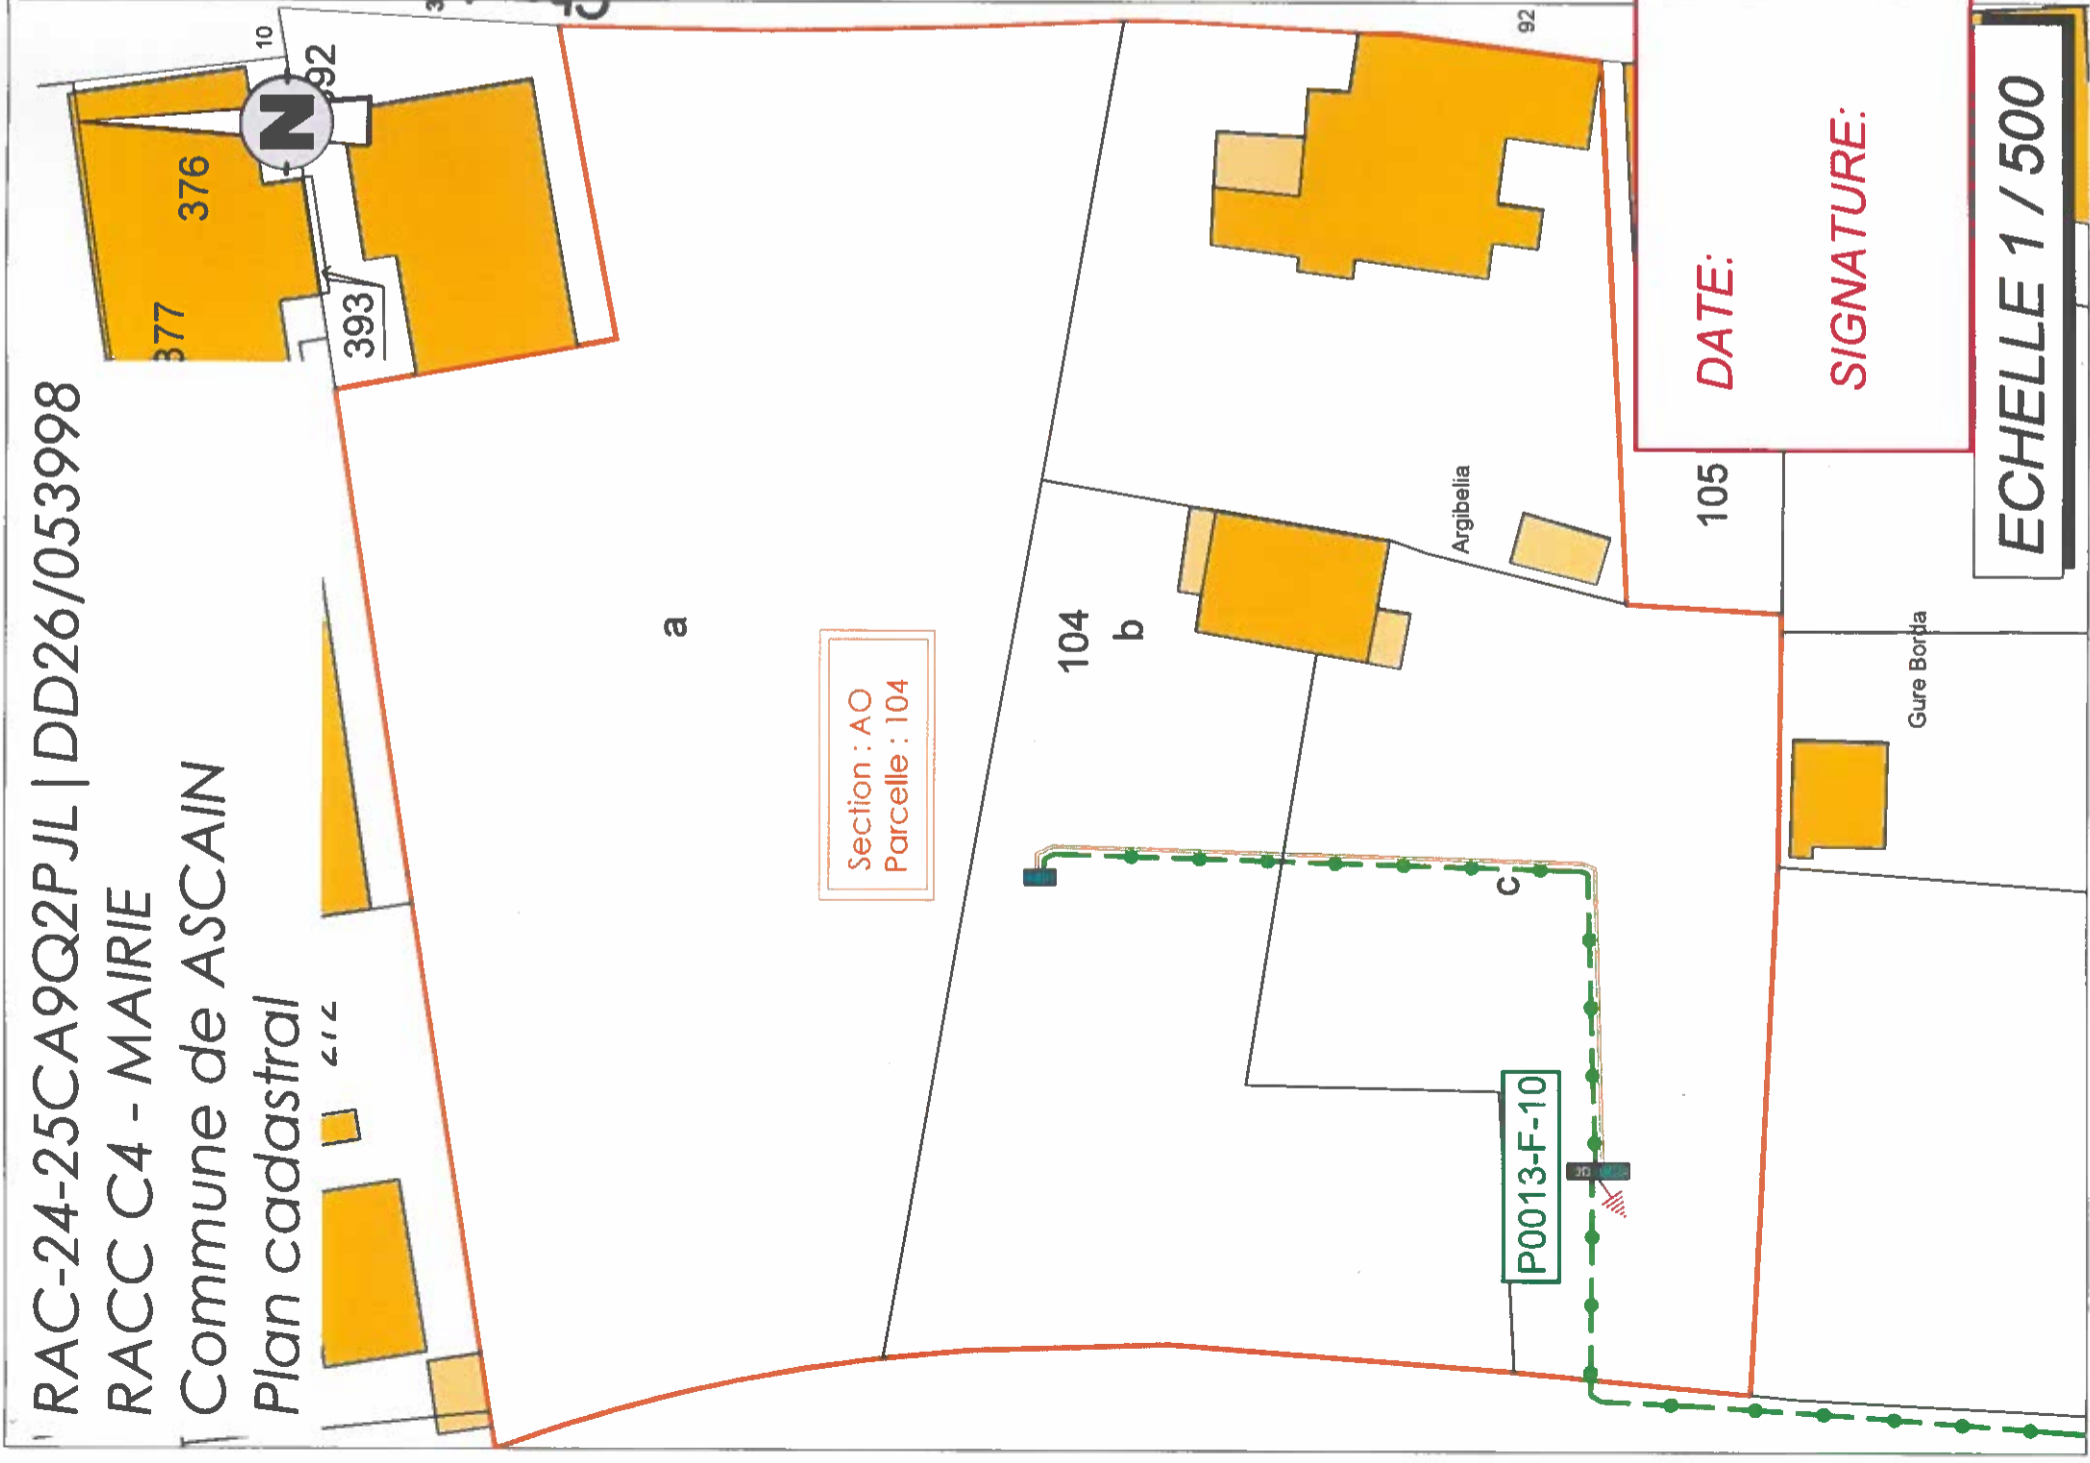 RAC-24-25CA9Q2PJL | DD26/053998
RACC C4 - MAIRIE
Commune de ASCAIN
Plan cadastral
10
92
N
376
377
393
a
Section : AO
Parcelle : 104
104
b
c
P0013-F-10
Argibelia
105
Gure Borda
92
DATE:
SIGNATURE:
ECHELLE 1 / 500